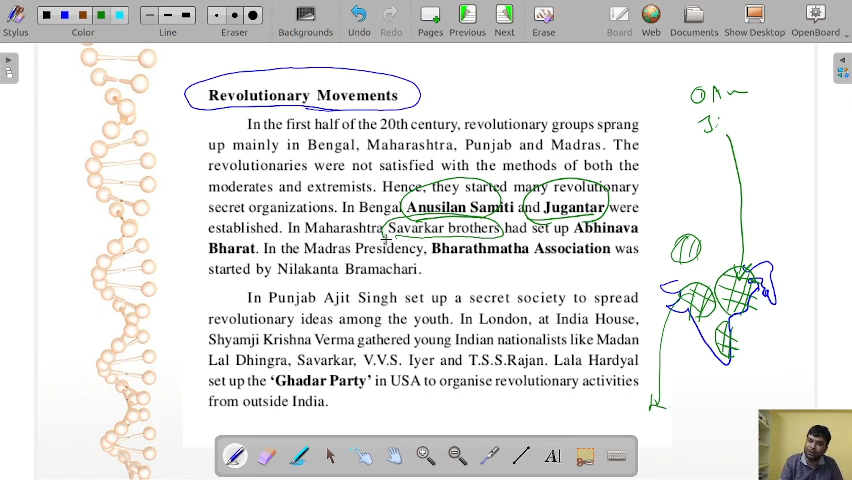 Stylus Color Line Eraser Backgrounds Undo Redo Pages Previous Next Erase Board Web Documents Show Desktop OpenBoard
Revolutionary Movements
In the first half of the 20th century, revolutionary groups sprang
up mainly in Bengal, Maharashtra, Punjab and Madras. The
revolutionaries were not satisfied with the methods of both the
moderates and extremists. Hence, they started many revolutionary
secret organizations. In Bengal Anusilan Samiti and Jugantar were
established. In Maharashtra Savarkar brothers had set up Abhinava
Bharat. In the Madras Presidency, Bharathmatha Association was
started by Nilakanta Bramachari.
In Punjab Ajit Singh set up a secret society to spread
revolutionary ideas among the youth. In London, at India House,
Shyamji Krishna Verma gathered young Indian nationalists like Madan
Lal Dhingra, Savarkar, V.V.S. Iyer and T.S.S.Rajan. Lala Hardyal
set up the ‘Ghadar Party’ in USA to organise revolutionary activities
from outside India.